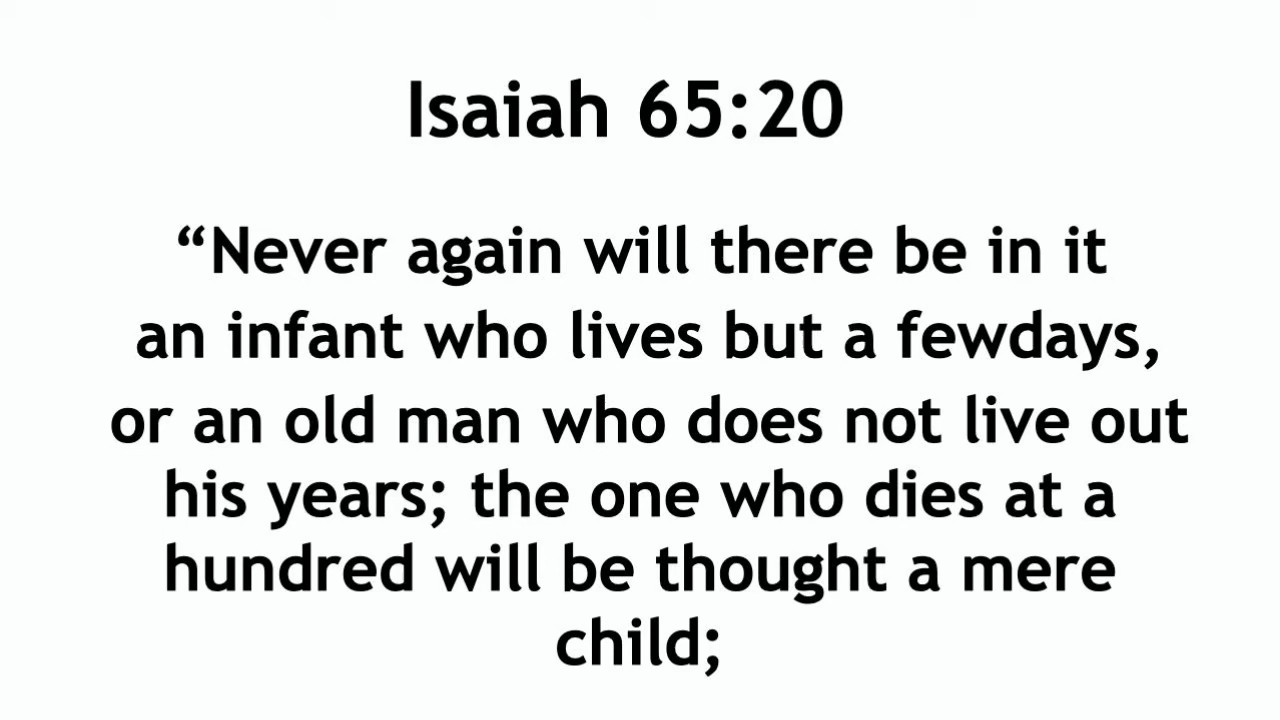 Isaiah 65:20
“Never again will there be in it
an infant who lives but a fewdays,
or an old man who does not live out
his years; the one who dies at a
hundred will be thought a mere
child;